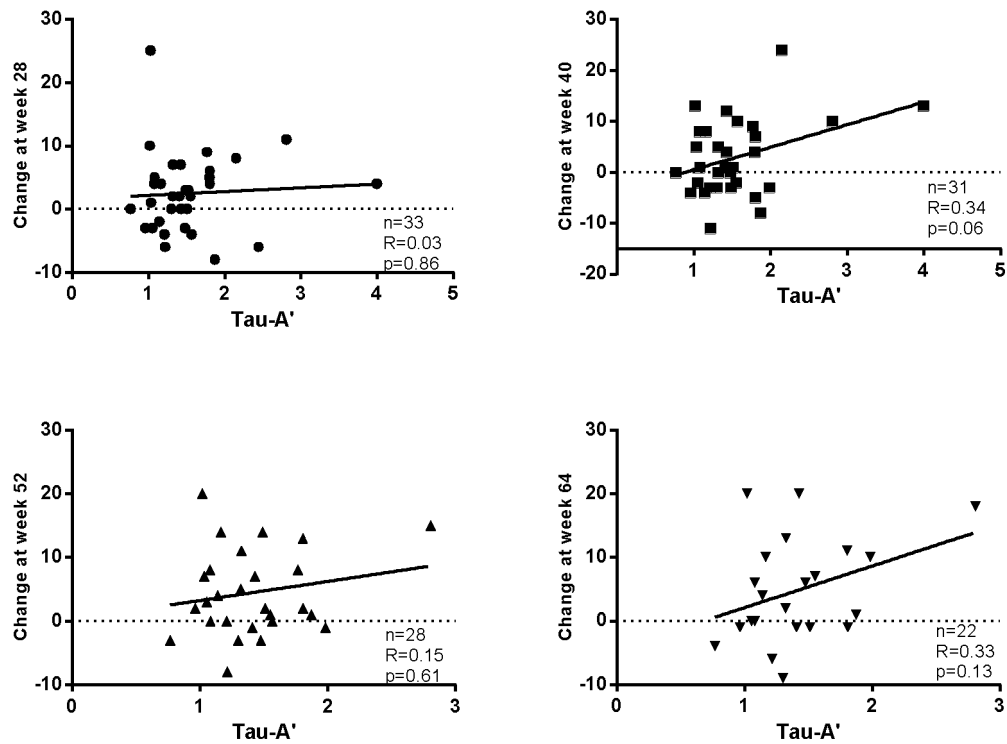 30
20
10
0
-10
Change at week 28
0 1 2 3 4 5
Tau-A'
n=33
R=0.03
p=0.86
30
20
10
0
-10
-20
Change at week 40
0 1 2 3 4 5
Tau-A'
n=31
R=0.34
p=0.06
30
20
10
0
-10
Change at week 52
0 1 2 3
Tau-A'
n=28
R=0.15
p=0.61
30
20
10
0
-10
Change at week 64
0 1 2 3
Tau-A'
n=22
R=0.33
p=0.13